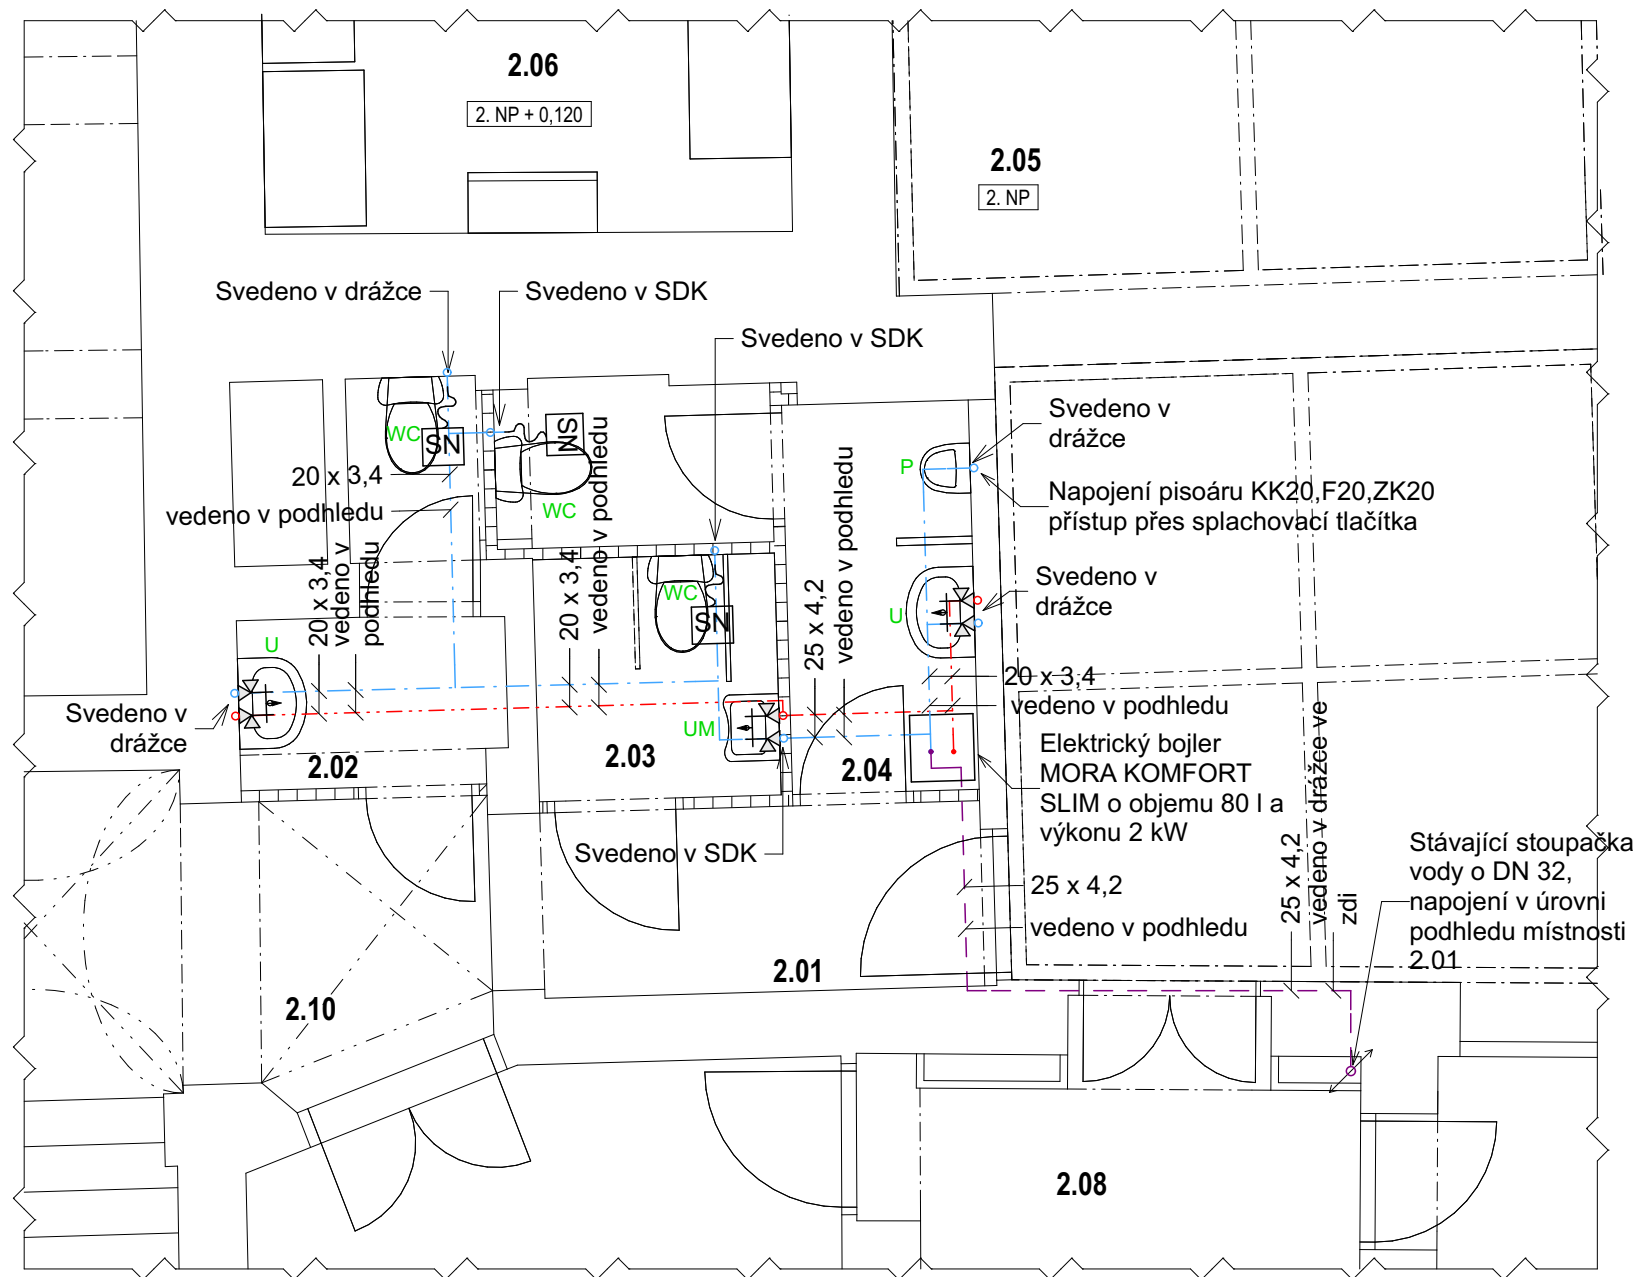 2.06
2. NP + 0,120
2.05
2. NP
Svedeno v drážce
Svedeno v SDK
Svedeno v SDK
WC
SN
SN
WC
20 x 3,4
vedeno v podhledu
20 x 3,4
vedeno v
podhledu
20 x 3,4
vedeno v podhledu
25 x 4,2
vedeno v podhledu
P
Svedeno v
drážce
Napojení pisoáru KK20,F20,ZK20
přístup přes splachovací tlačítka
WC
SN
U
Svedeno v
drážce
U
Svedeno v
drážce
UM
20 x 3,4
vedeno v podhledu
Elektrický bojler
MORA KOMFORT
SLIM o objemu 80 l a
výkonu 2 kW
2.02
2.03
2.04
Svedeno v SDK
25 x 4,2
vedeno v podhledu
25 x 4,2
vedeno v drážce ve
zdi
Stávající stoupačka
vody o DN 32,
napojení v úrovni
podhledu místnosti
2.01
2.01
2.10
2.08